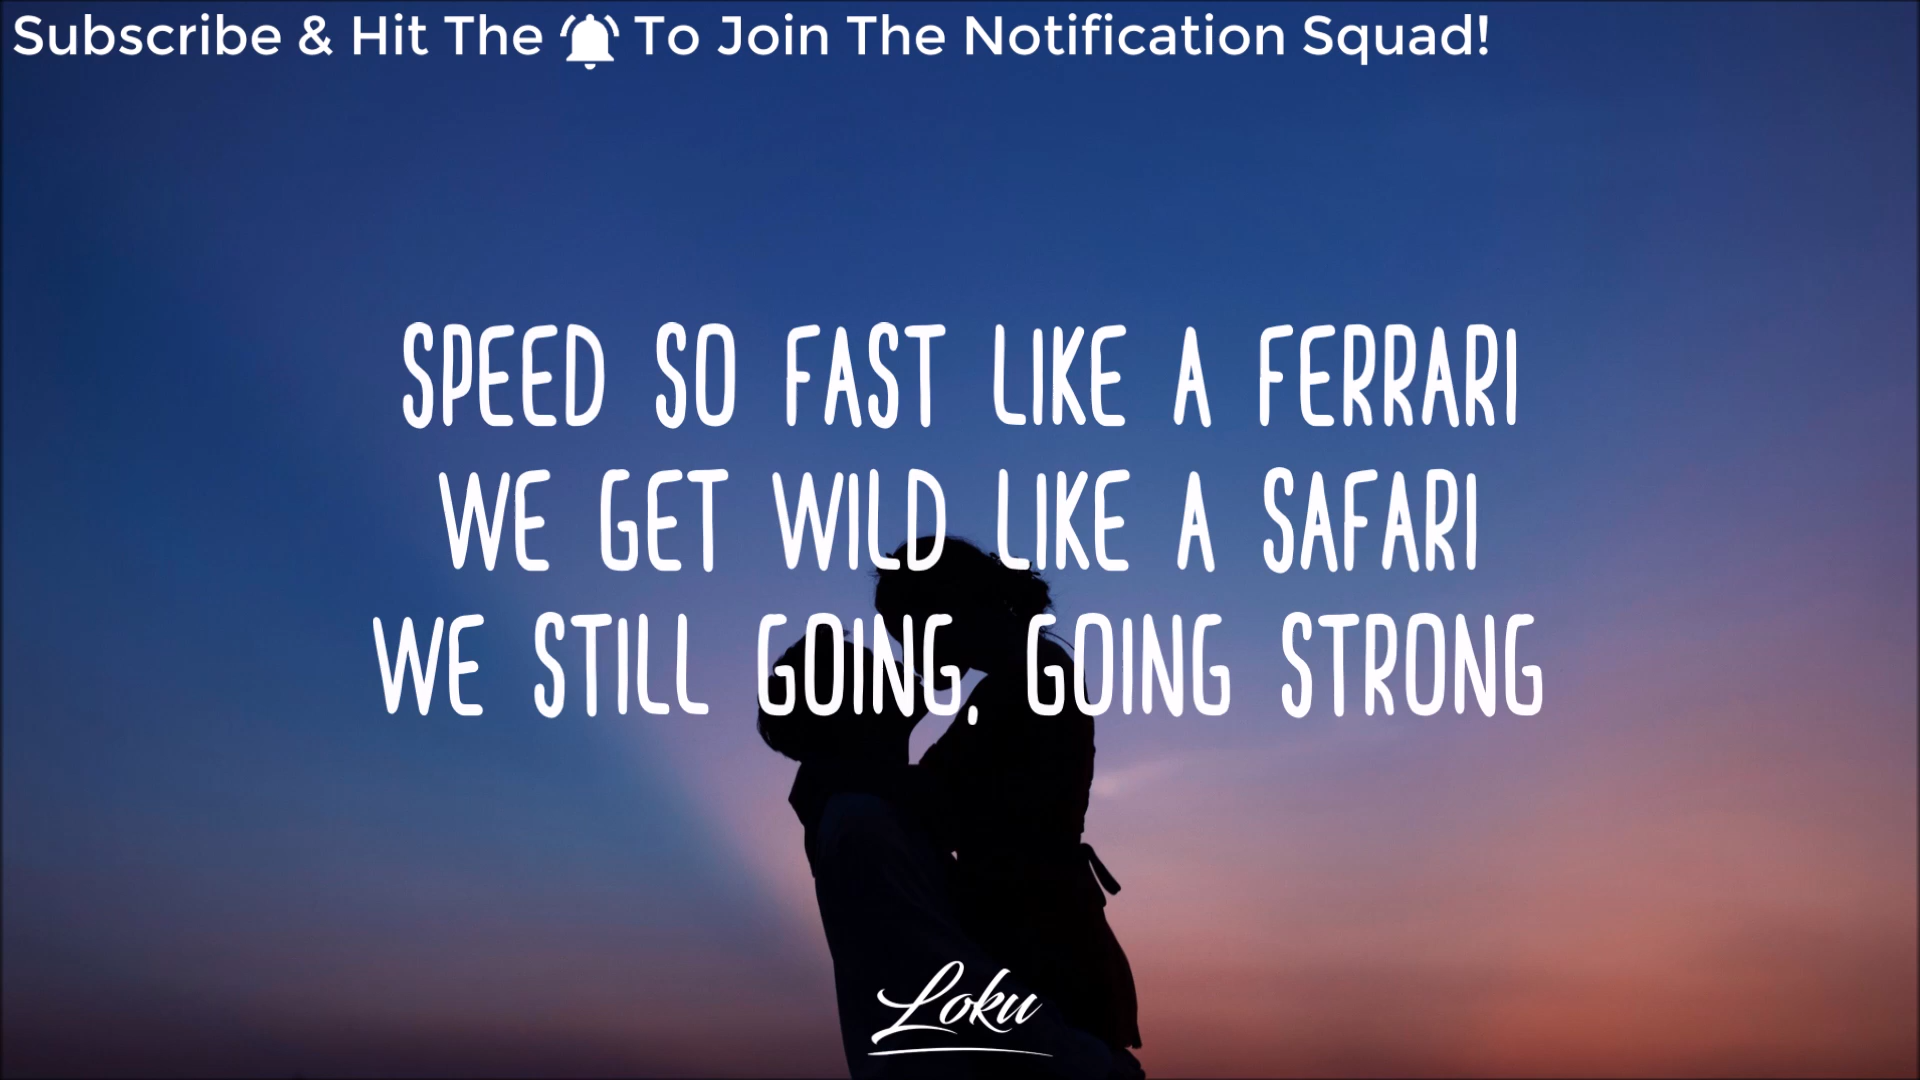 Subscribe & Hit The 🔔 To Join The Notification Squad!
SPEED SO FAST LIKE A FERRARI
WE GET WILD LIKE A SAFARI
WE STILL GOING, GOING STRONG
Loku